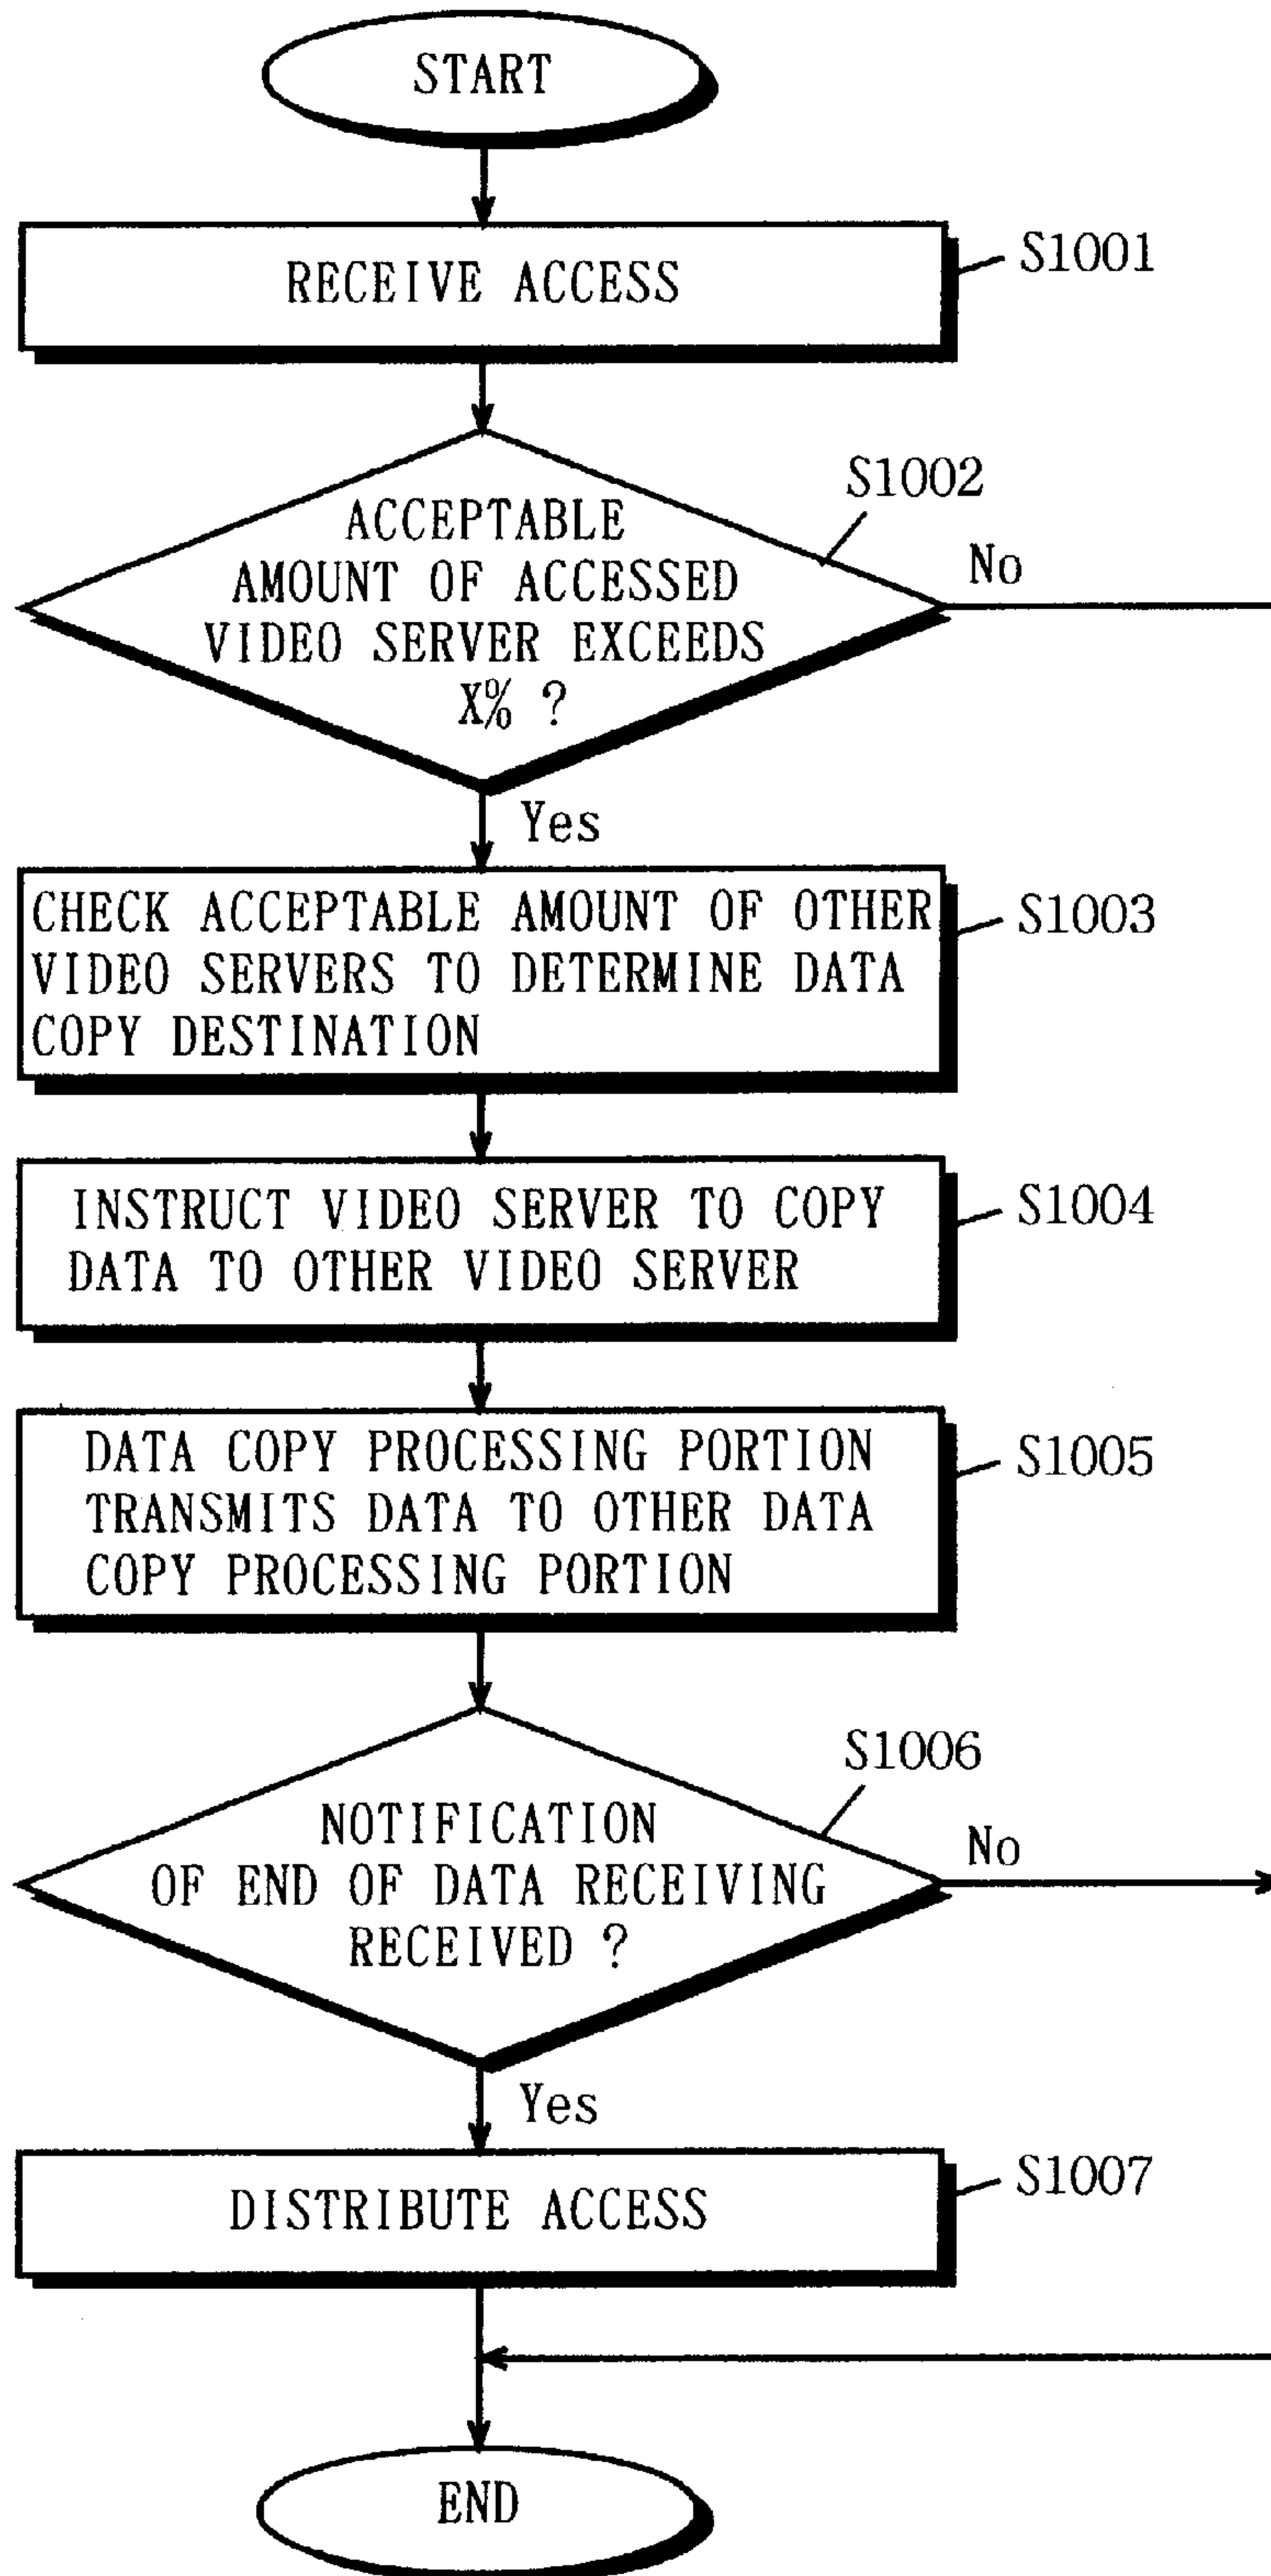 START
RECEIVE ACCESS
S1001
S1002
ACCEPTABLE
AMOUNT OF ACCESSED
VIDEO SERVER EXCEEDS
X% ?
No
Yes
CHECK ACCEPTABLE AMOUNT OF OTHER
VIDEO SERVERS TO DETERMINE DATA
COPY DESTINATION
S1003
INSTRUCT VIDEO SERVER TO COPY
DATA TO OTHER VIDEO SERVER
S1004
DATA COPY PROCESSING PORTION
TRANSMITS DATA TO OTHER DATA
COPY PROCESSING PORTION
S1005
S1006
NOTIFICATION
OF END OF DATA RECEIVING
RECEIVED ?
No
Yes
DISTRIBUTE ACCESS
S1007
END